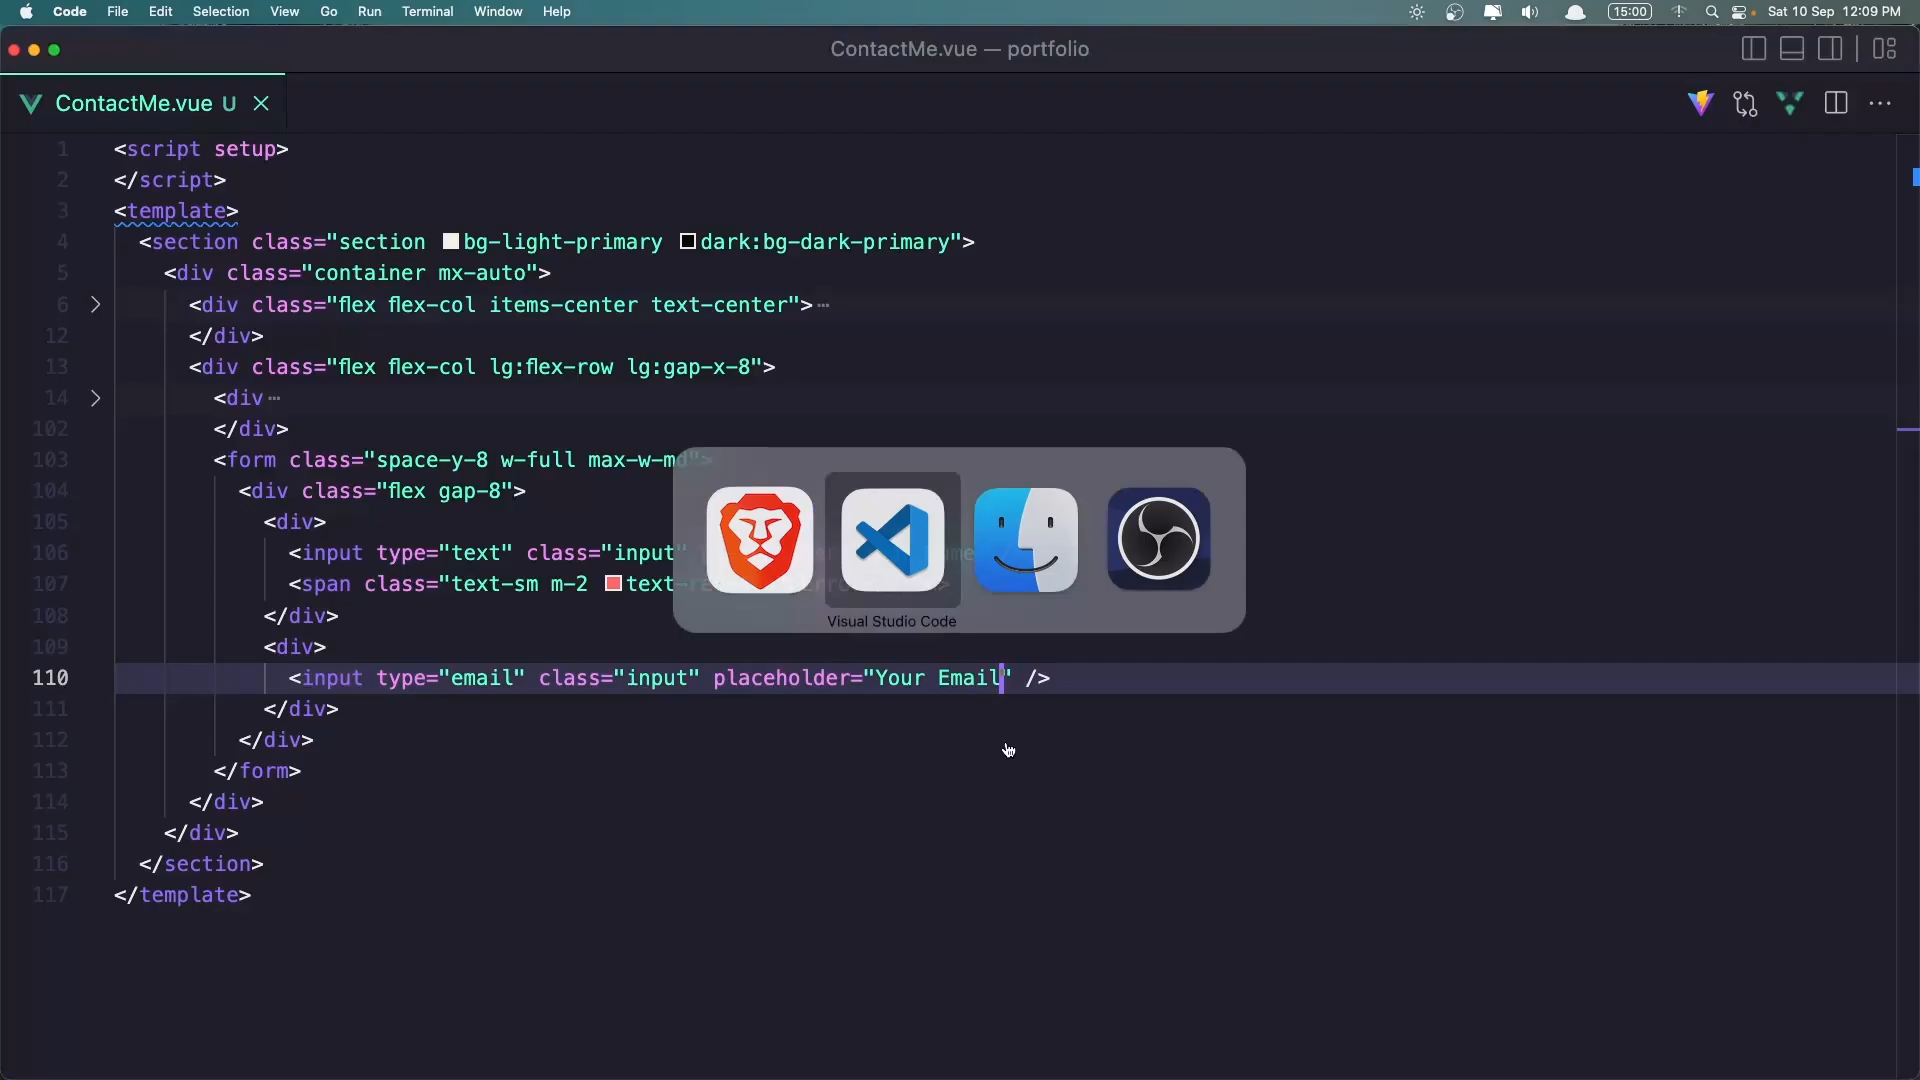 Code File Edit Selection View Go Run Terminal Window Help 15:00 Sat 10 Sep 12:09 PM
ContactMe.vue — portfolio
ContactMe.vue U
1 <script setup>
2 </script>
3 <template>
4 <section class="section bg-light-primary dark:bg-dark-primary">
5 <div class="container mx-auto">
6 <div class="flex flex-col items-center text-center">⋯
12 </div>
13 <div class="flex flex-col lg:flex-row lg:gap-x-8">
14 <div⋯
102 </div>
103 <form class="space-y-8 w-full max-w-md">
104 <div class="flex gap-8">
105 <div>
106 <input type="text" class="input"
107 <span class="text-sm m-2 text-
108 </div>
109 <div>
Visual Studio Code
110 <input type="email" class="input" placeholder="Your Email" />
111 </div>
112 </div>
113 </form>
114 </div>
115 </div>
116 </section>
117 </template>